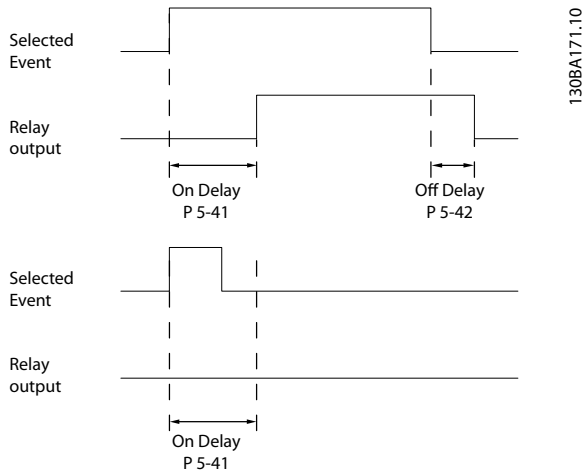 130BA171.10
Selected
Event
Relay
output
On Delay
P 5-41
Off Delay
P 5-42
Selected
Event
Relay
output
On Delay
P 5-41